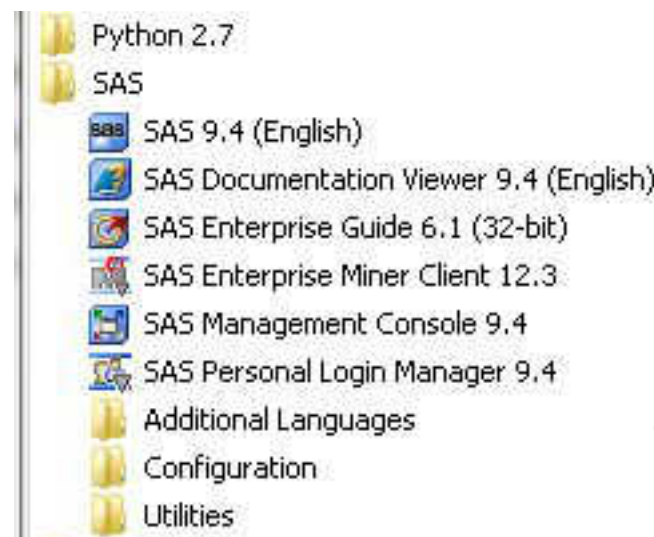 Python 2.7
SAS
SAS 9.4 (English)
SAS Documentation Viewer 9.4 (English)
SAS Enterprise Guide 6.1 (32-bit)
SAS Enterprise Miner Client 12.3
SAS Management Console 9.4
SAS Personal Login Manager 9.4
Additional Languages
Configuration
Utilities